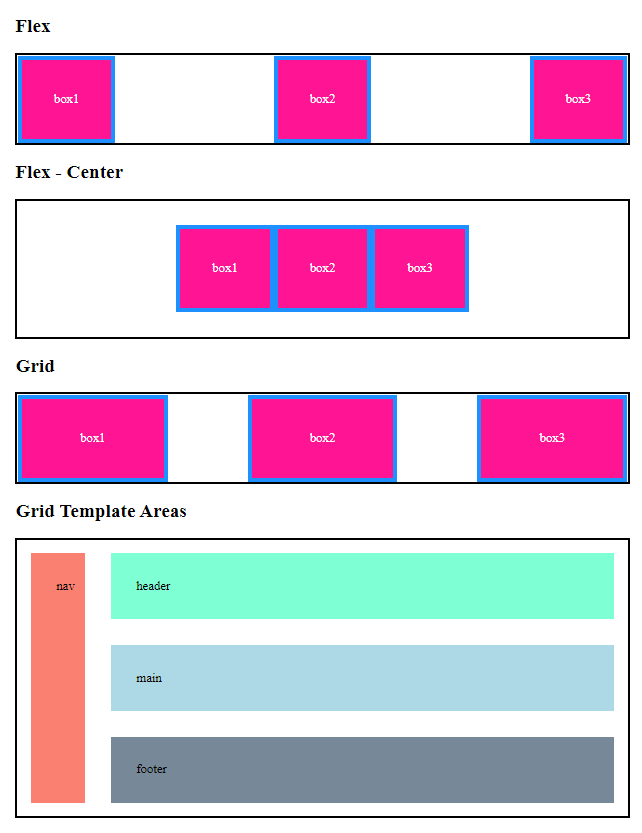 Flex
box1 box2 box3
Flex - Center
box1 box2 box3
Grid
box1 box2 box3
Grid Template Areas
nav header
main
footer